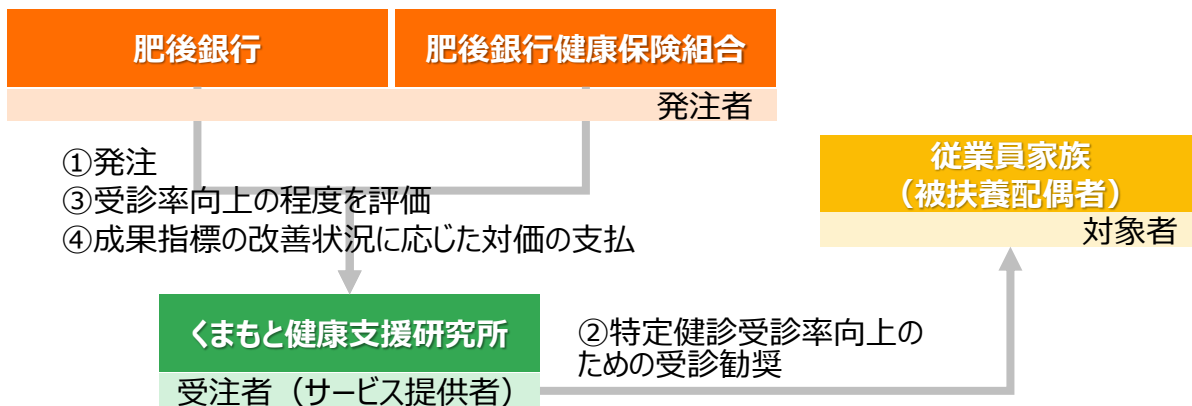 肥後銀行
肥後銀行健康保険組合
発注者
①発注
③受診率向上の程度を評価
④成果指標の改善状況に応じた対価の支払
従業員家族
（被扶養配偶者）
対象者
くまもと健康支援研究所
受注者（サービス提供者）
②特定健診受診率向上の
ための受診勧奨